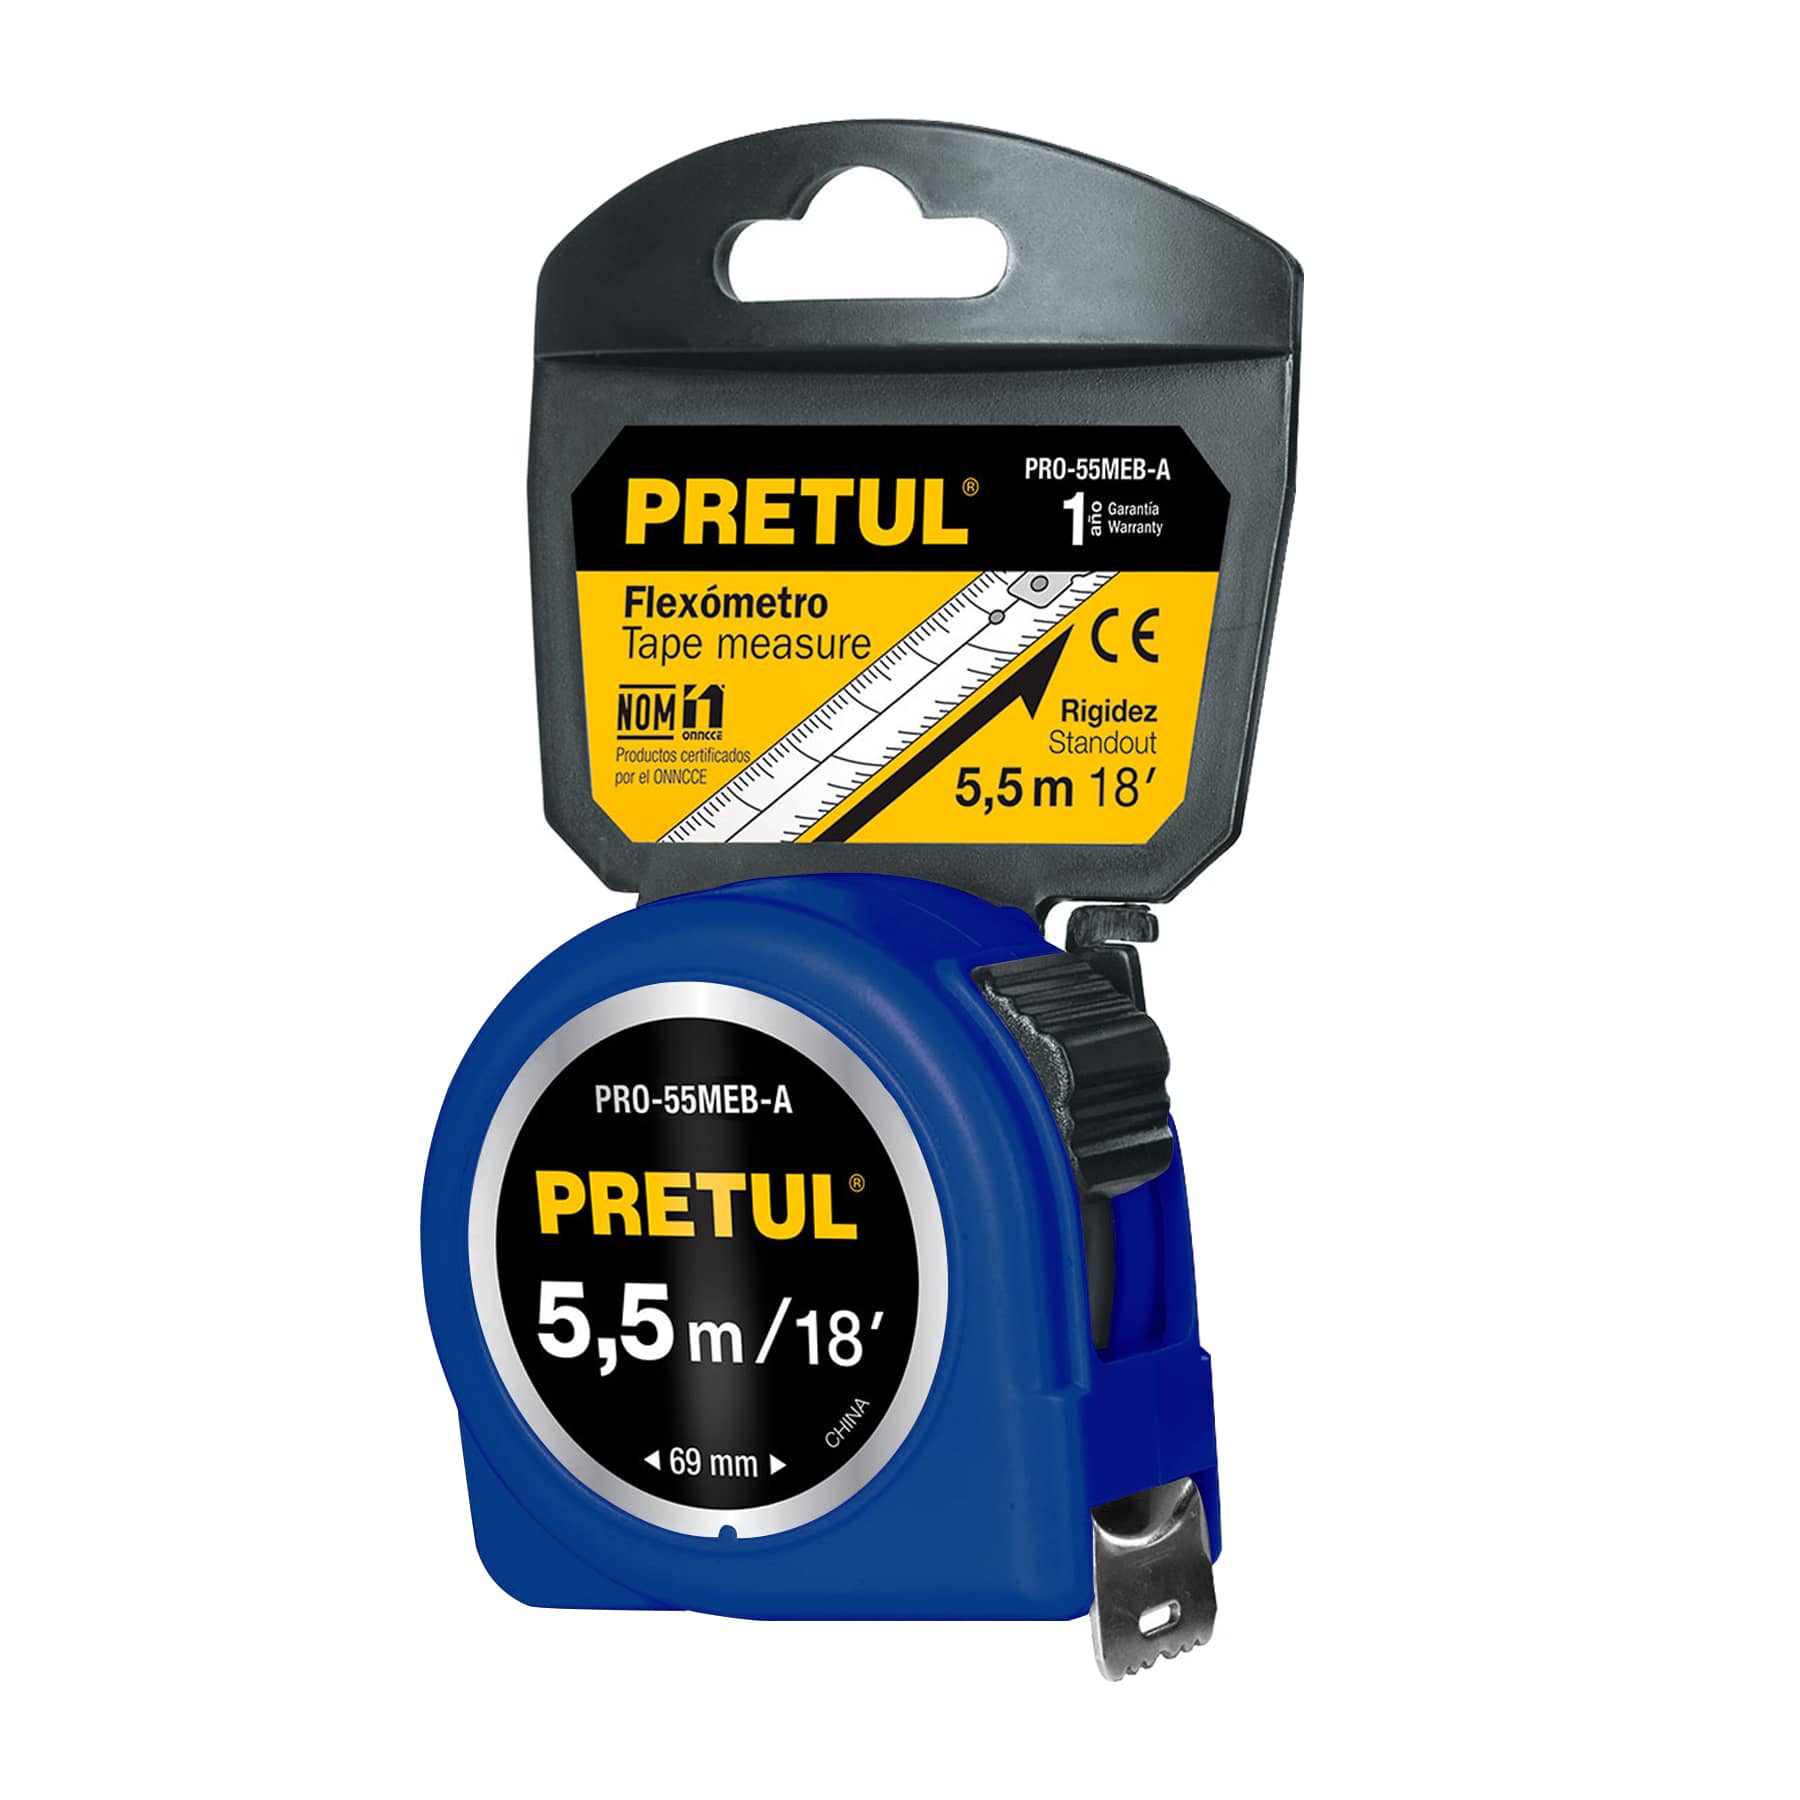 PRETUL®
PRO-55MEB-A
1 año Garantía
Warranty
Flexómetro
Tape measure
CE
NOM ONNCCE
Productos certificados
por el ONNCCE
Rigidez
Standout
5,5 m 18′
PRO-55MEB-A
PRETUL®
5,5 m / 18′
CHINA
◄ 69 mm ►